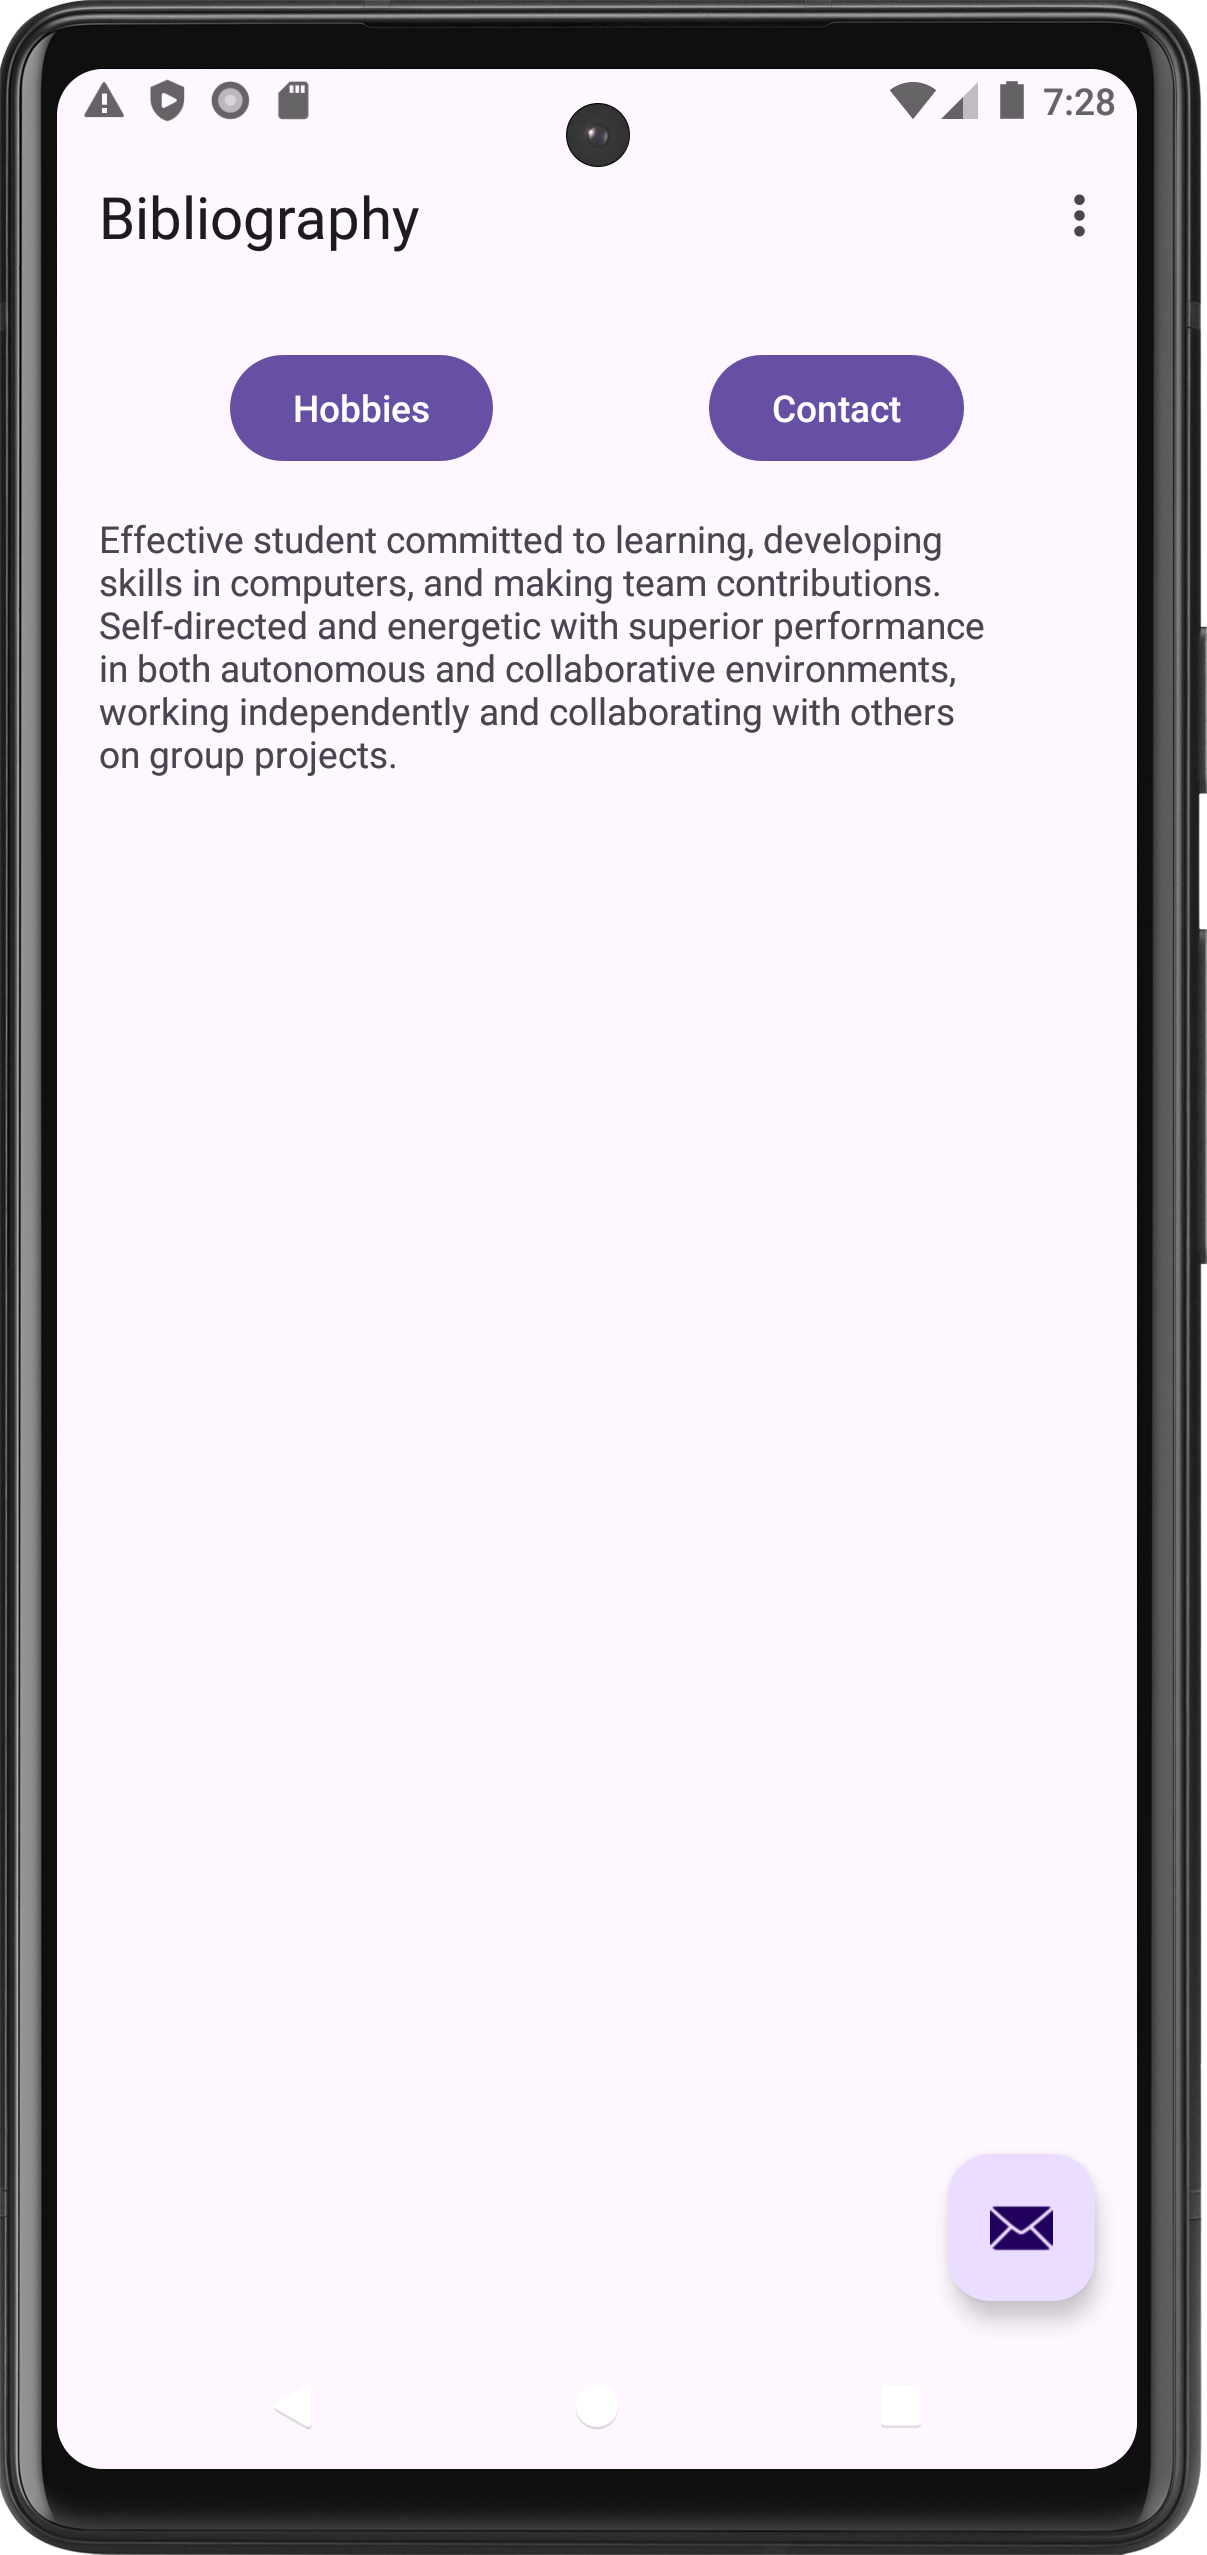 7:28
Bibliography
Hobbies
Contact
Effective student committed to learning, developing
skills in computers, and making team contributions.
Self-directed and energetic with superior performance
in both autonomous and collaborative environments,
working independently and collaborating with others
on group projects.